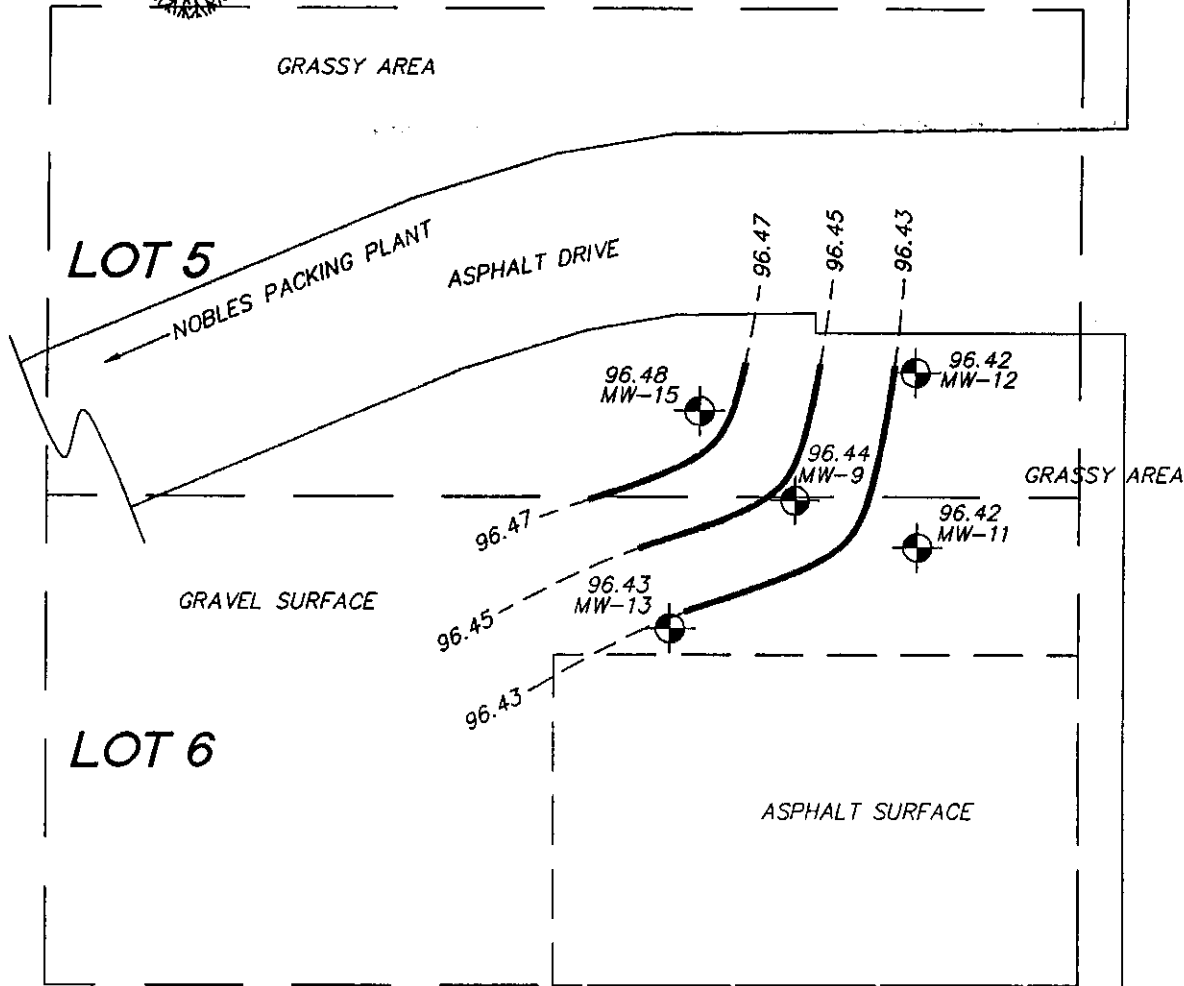 GRASSY AREA
96.47
96.45
96.43
LOT 5
NOBLES PACKING PLANT
ASPHALT DRIVE
96.48
MW-15
96.42
MW-12
96.44
MW-9
GRASSY AREA
96.47
96.42
MW-11
GRAVEL SURFACE
96.43
MW-13
96.45
96.43
LOT 6
ASPHALT SURFACE